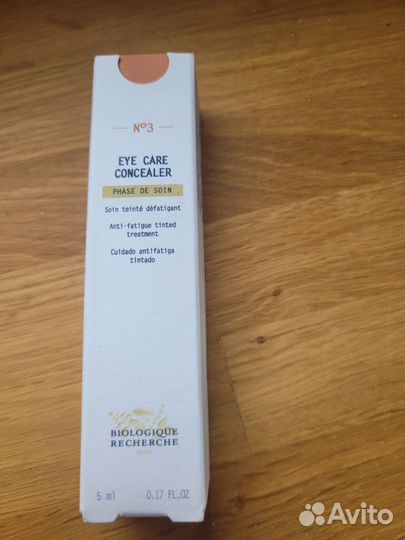 Nº3
EYE CARE
CONCEALER
PHASE DE SOIN
Soin teinté défatigant
Anti-fatigue tinted
treatment
Cuidado antifatiga
tintado
BIOLOGIQUE
RECHERCHE
PARIS
5 ml 0.17 FL.OZ
Avito